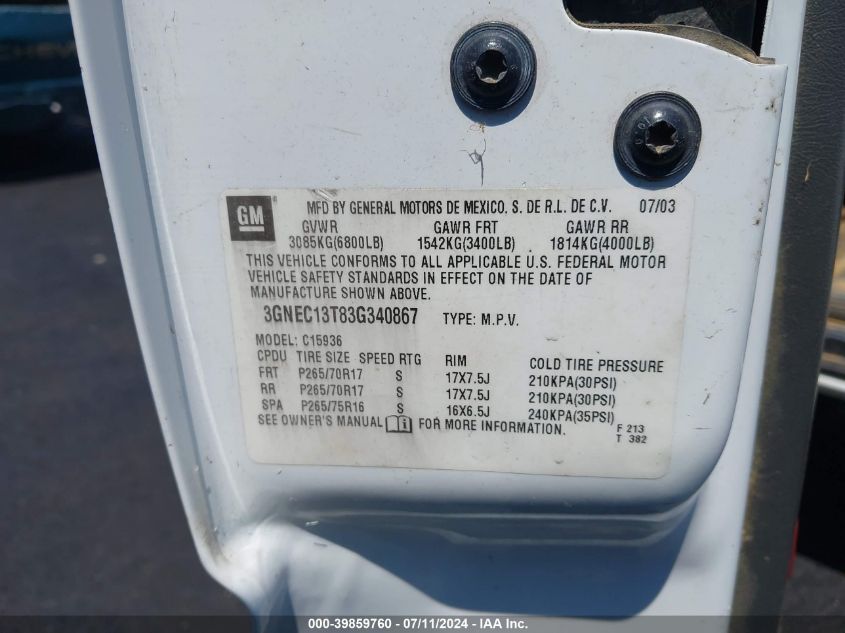 GM MFD BY GENERAL MOTORS DE MEXICO, S. DE R.L. DE C.V. 07/03
GVWR GAWR FRT GAWR RR
3085KG(6800LB) 1542KG(3400LB) 1814KG(4000LB)
THIS VEHICLE CONFORMS TO ALL APPLICABLE U.S. FEDERAL MOTOR
VEHICLE SAFETY STANDARDS IN EFFECT ON THE DATE OF
MANUFACTURE SHOWN ABOVE.
3GNEC13T83G340867 TYPE: M.P.V.
MODEL: C15936
CPDU TIRE SIZE SPEED RTG RIM COLD TIRE PRESSURE
FRT P265/70R17 S 17X7.5J 210KPA(30PSI)
RR P265/70R17 S 17X7.5J 210KPA(30PSI)
SPA P265/75R16 S 16X6.5J 240KPA(35PSI)
SEE OWNER'S MANUAL FOR MORE INFORMATION.
F 213
T 382
000-39859760 - 07/11/2024 - IAA Inc.